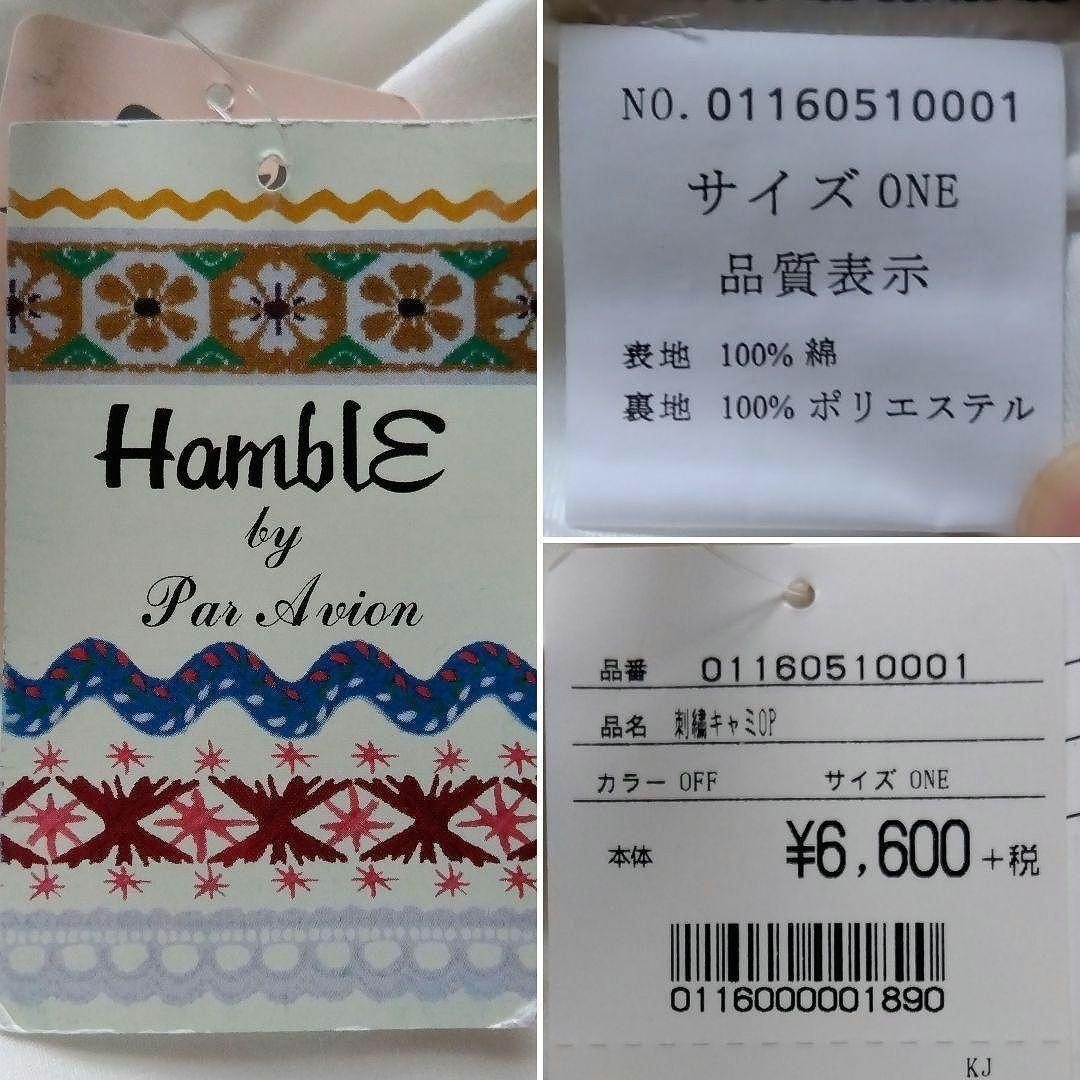 HamblE
by
Par Avion
NO. 01160510001
サイズ ONE
品質表示
表地 100% 綿
裏地 100% ポリエステル
品番 01160510001
品名 刺繍キャミOP
カラー OFF サイズ ONE
本体 ¥6,600 +税
0116000001890
KJ